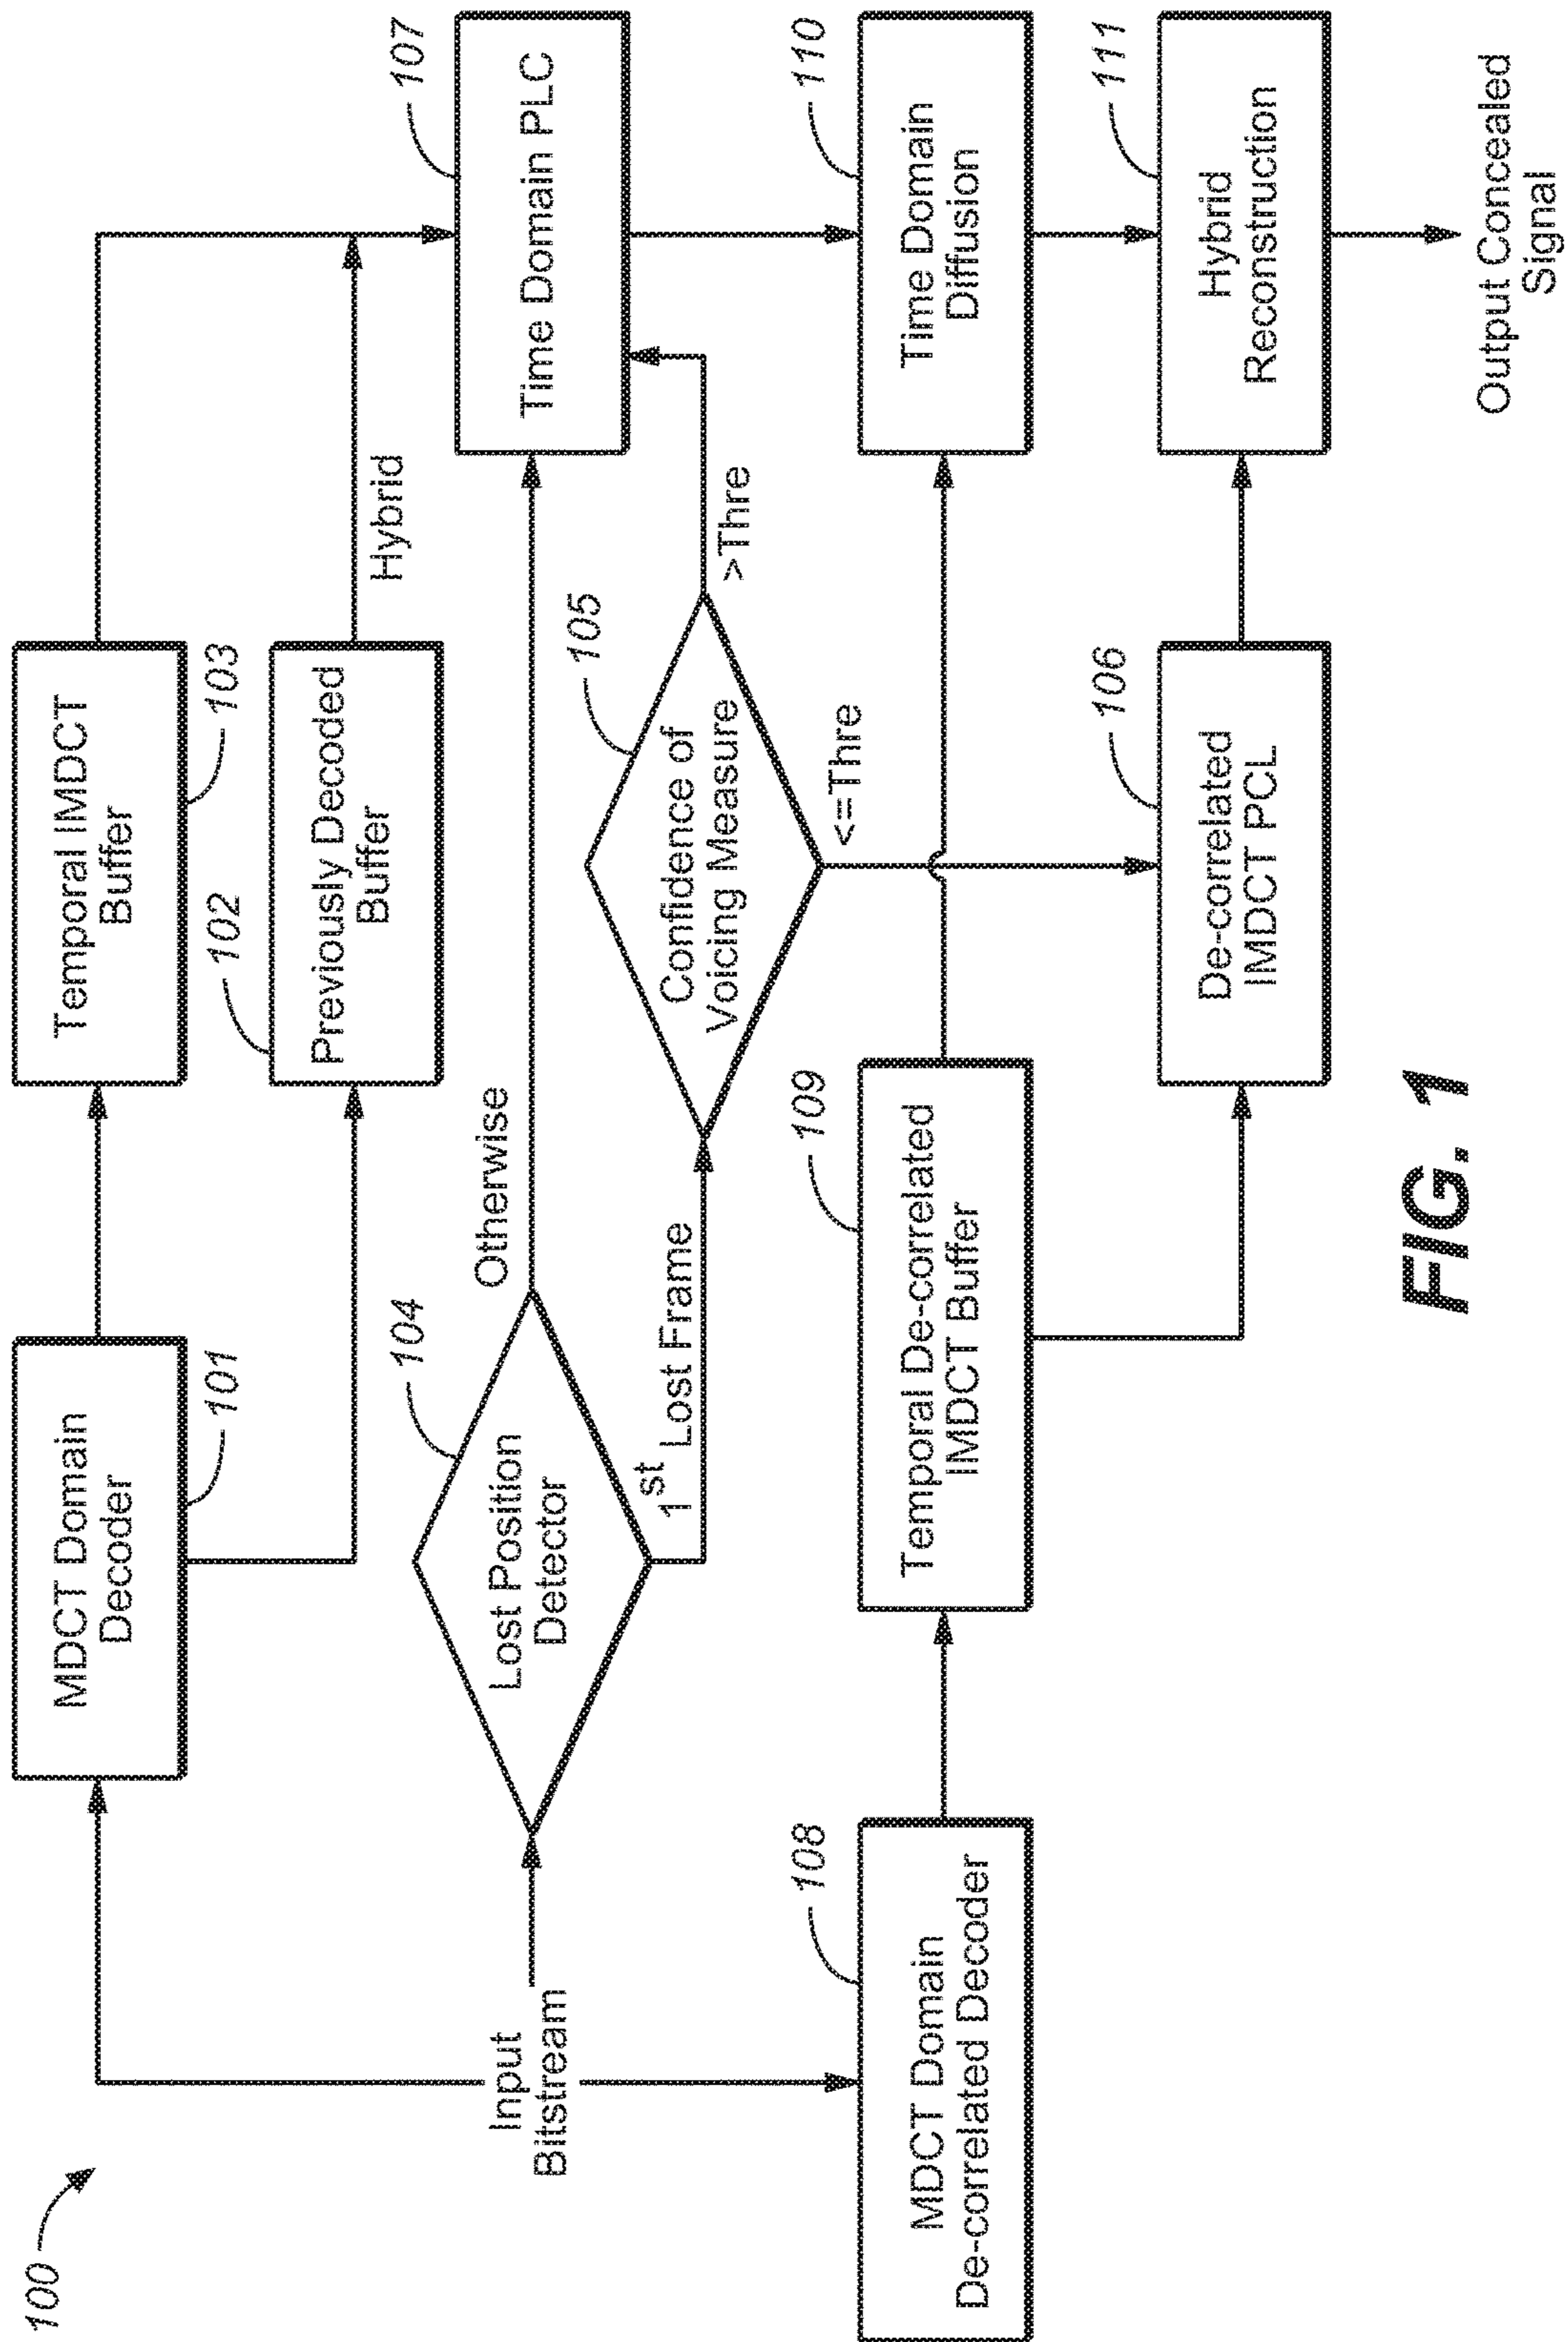 100
MDCT Domain
Decoder
101
Temporal IMDCT
Buffer
103
102
Previously Decoded
Buffer
Hybrid
107
Time Domain PLC
Input
Bitstream
104
Lost Position
Detector
Otherwise
1st Lost Frame
105
Confidence of
Voicing Measure
>Thre
<=Thre
108
MDCT Domain
De-correlated Decoder
109
Temporal De-correlated
IMDCT Buffer
110
Time Domain
Diffusion
106
De-correlated
IMDCT PCL
111
Hybrid
Reconstruction
Output Concealed
Signal
FIG. 1